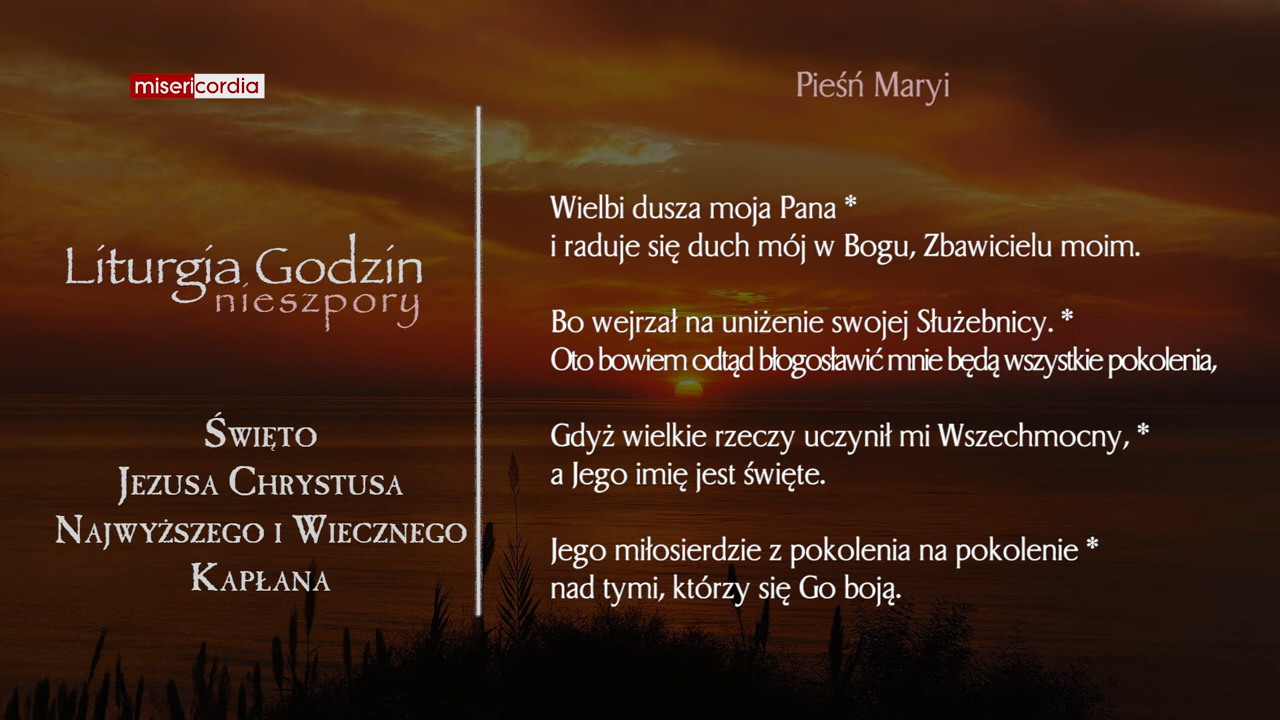 misericordia
Liturgia Godzin
nieszpory
Święto
Jezusa Chrystusa
Najwyższego i Wiecznego
Kapłana
Pieśń Maryi
Wielbi dusza moja Pana *
i raduje się duch mój w Bogu, Zbawicielu moim.
Bo wejrzał na uniżenie swojej Służebnicy. *
Oto bowiem odtąd błogosławić mnie będą wszystkie pokolenia,
Gdyż wielkie rzeczy uczynił mi Wszechmocny, *
a Jego imię jest święte.
Jego miłosierdzie z pokolenia na pokolenie *
nad tymi, którzy się Go boją.